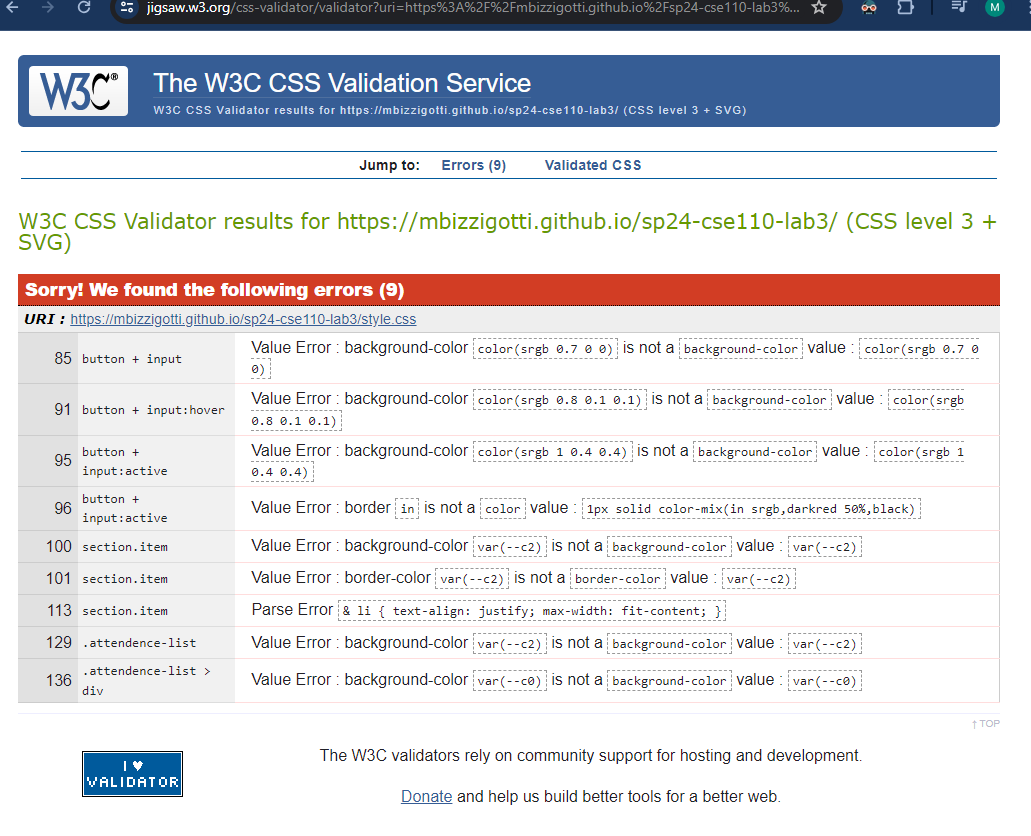 jigsaw.w3.org/css-validator/validator?uri=https%3A%2F%2Fmbizzigotti.github.io%2Fsp24-cse110-lab3%...
M
W3C®
The W3C CSS Validation Service
W3C CSS Validator results for https://mbizzigotti.github.io/sp24-cse110-lab3/ (CSS level 3 + SVG)
Jump to: Errors (9) Validated CSS
W3C CSS Validator results for https://mbizzigotti.github.io/sp24-cse110-lab3/ (CSS level 3 +
SVG)
Sorry! We found the following errors (9)
URI : https://mbizzigotti.github.io/sp24-cse110-lab3/style.css
85 button + input Value Error : background-color color(srgb 0.7 0 0) is not a background-color value : color(srgb 0.7 0
0)
91 button + input:hover Value Error : background-color color(srgb 0.8 0.1 0.1) is not a background-color value : color(srgb
0.8 0.1 0.1)
95 button +
input:active
Value Error : background-color color(srgb 1 0.4 0.4) is not a background-color value : color(srgb 1
0.4 0.4)
96 button +
input:active
Value Error : border in is not a color value : 1px solid color-mix(in srgb,darkred 50%,black)
100 section.item Value Error : background-color var(--c2) is not a background-color value : var(--c2)
101 section.item Value Error : border-color var(--c2) is not a border-color value : var(--c2)
113 section.item Parse Error & li { text-align: justify; max-width: fit-content; }
129 .attendence-list Value Error : background-color var(--c2) is not a background-color value : var(--c2)
136 .attendence-list >
div
Value Error : background-color var(--c0) is not a background-color value : var(--c0)
↑ TOP
I ♥
VALIDATOR
The W3C validators rely on community support for hosting and development.
Donate and help us build better tools for a better web.